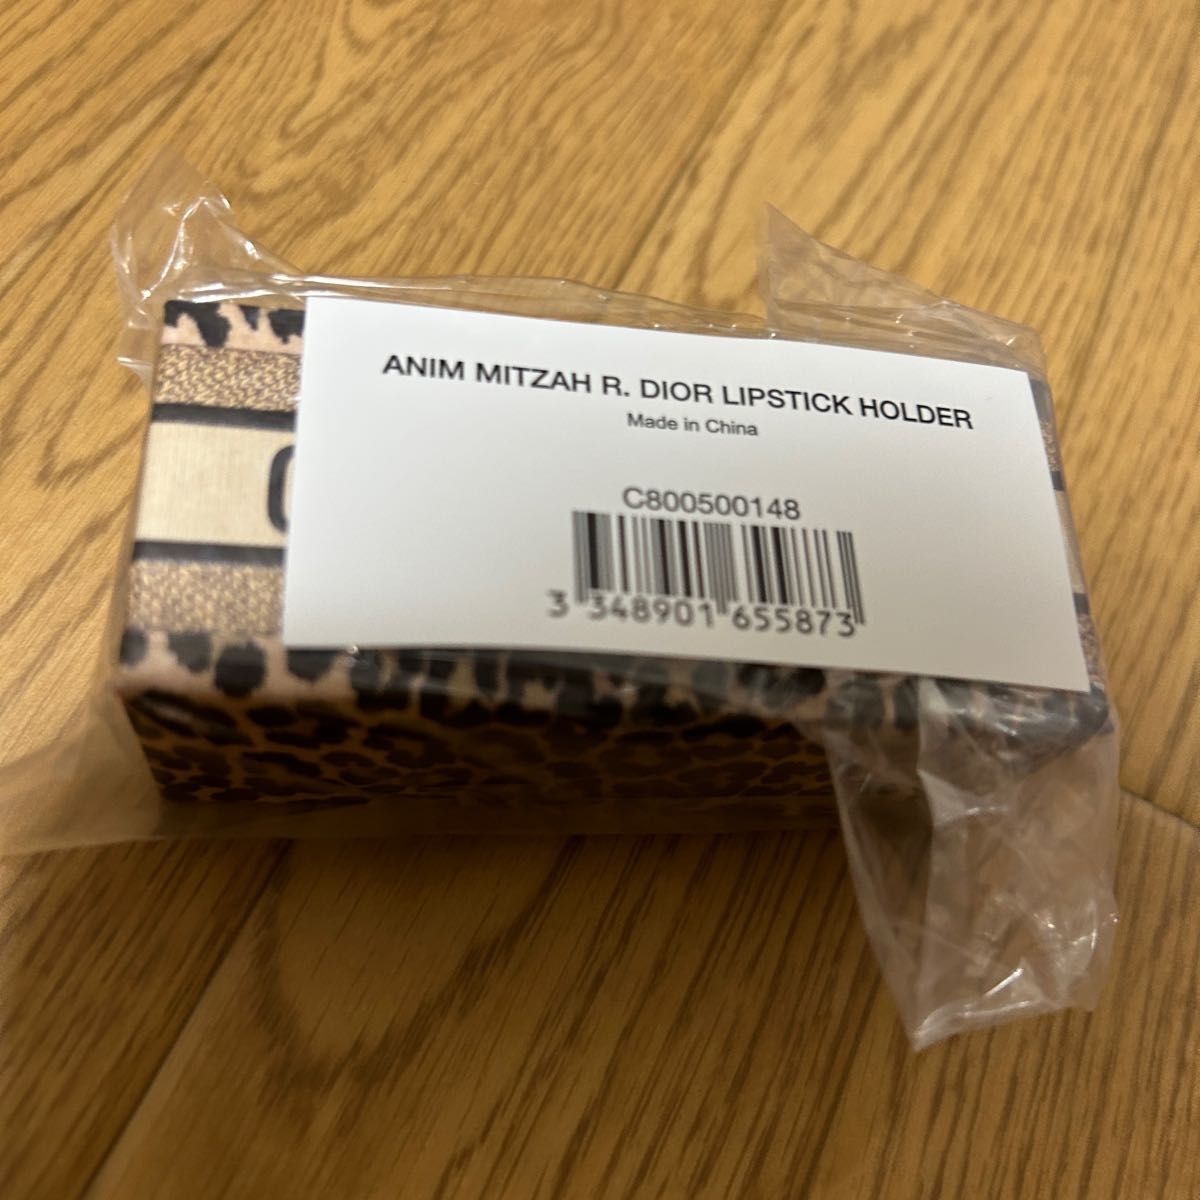 ANIM MITZAH R. DIOR LIPSTICK HOLDER
Made in China
C800500148
3 348901 655873